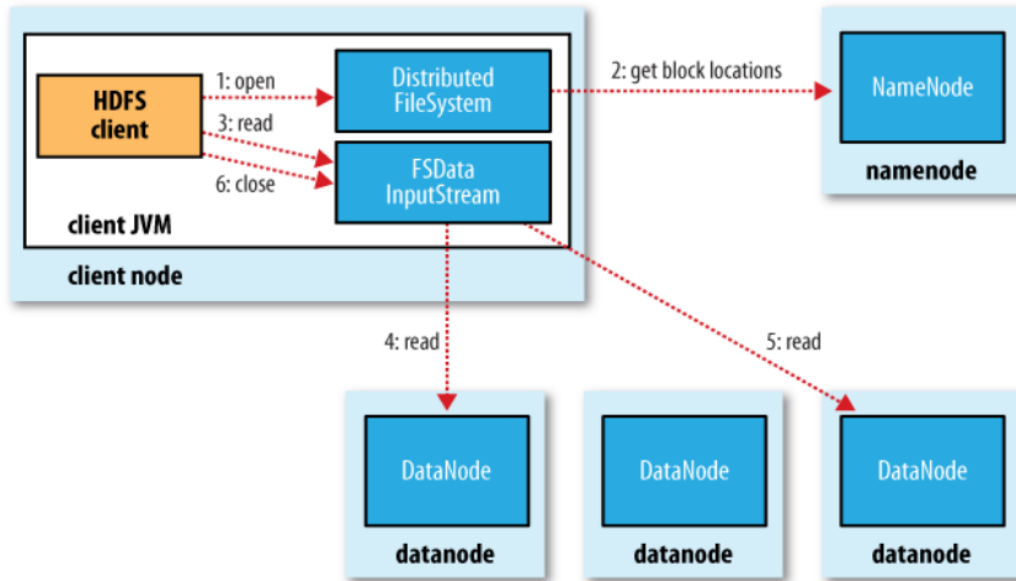 HDFS
client
1: open
3: read
6: close
Distributed
FileSystem
FSData
InputStream
client JVM
client node
2: get block locations
NameNode
namenode
4: read
5: read
DataNode
datanode
DataNode
datanode
DataNode
datanode